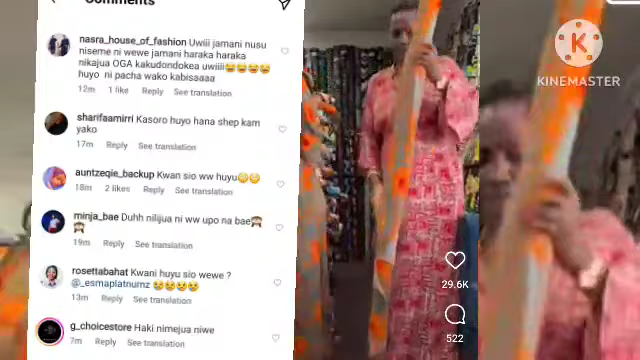 Comments
nasra_house_of_fashion Uwiii jamani nusu
niseme ni wewe jamani haraka haraka
nikajua OGA kakudondokea uwiiii😂😂😂😂
huyo ni pacha wako kabisaaaa
12m 1 like Reply See translation
sharifaamirri Kasoro huyo hana shep kam
yako
17m Reply See translation
auntzeqie_backup Kwan sio ww huyu😳😳
18m 2 likes Reply See translation
minja_bae Duhh nilijua ni ww upo na bae🙈
🙈
19m Reply See translation
rosettabahat Kwani huyu sio wewe ?
@_esmaplatnumz 😢😢😢😢
13m Reply See translation
g_choicestore Haki nimejua niwe
7m Reply See translation
29.6K
522
KINEMASTER